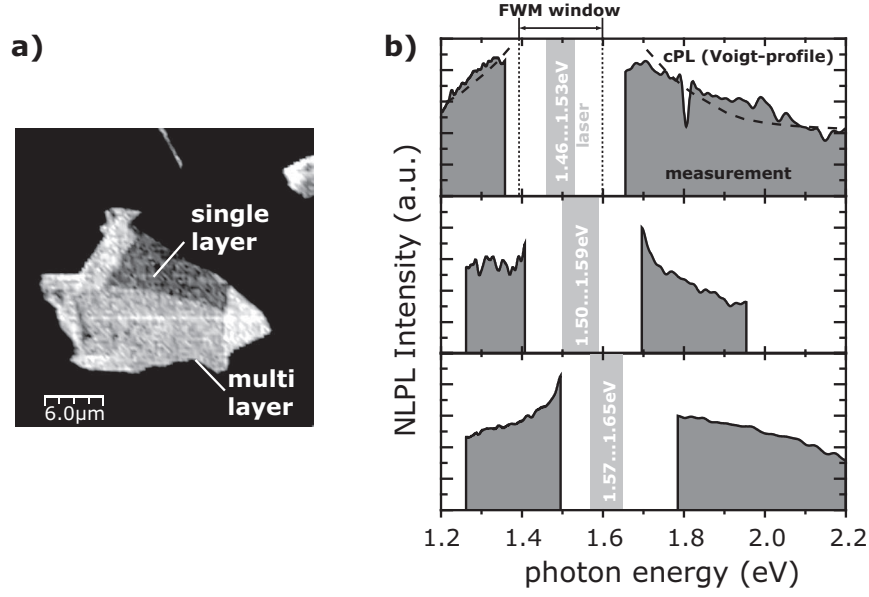 a)
single
layer
multi
layer
6.0μm
b)
FWM window
cPL (Voigt-profile)
1.46...1.53eV
laser
measurement
1.50...1.59eV
1.57...1.65eV
NLPL Intensity (a.u.)
1.2 1.4 1.6 1.8 2.0 2.2
photon energy (eV)